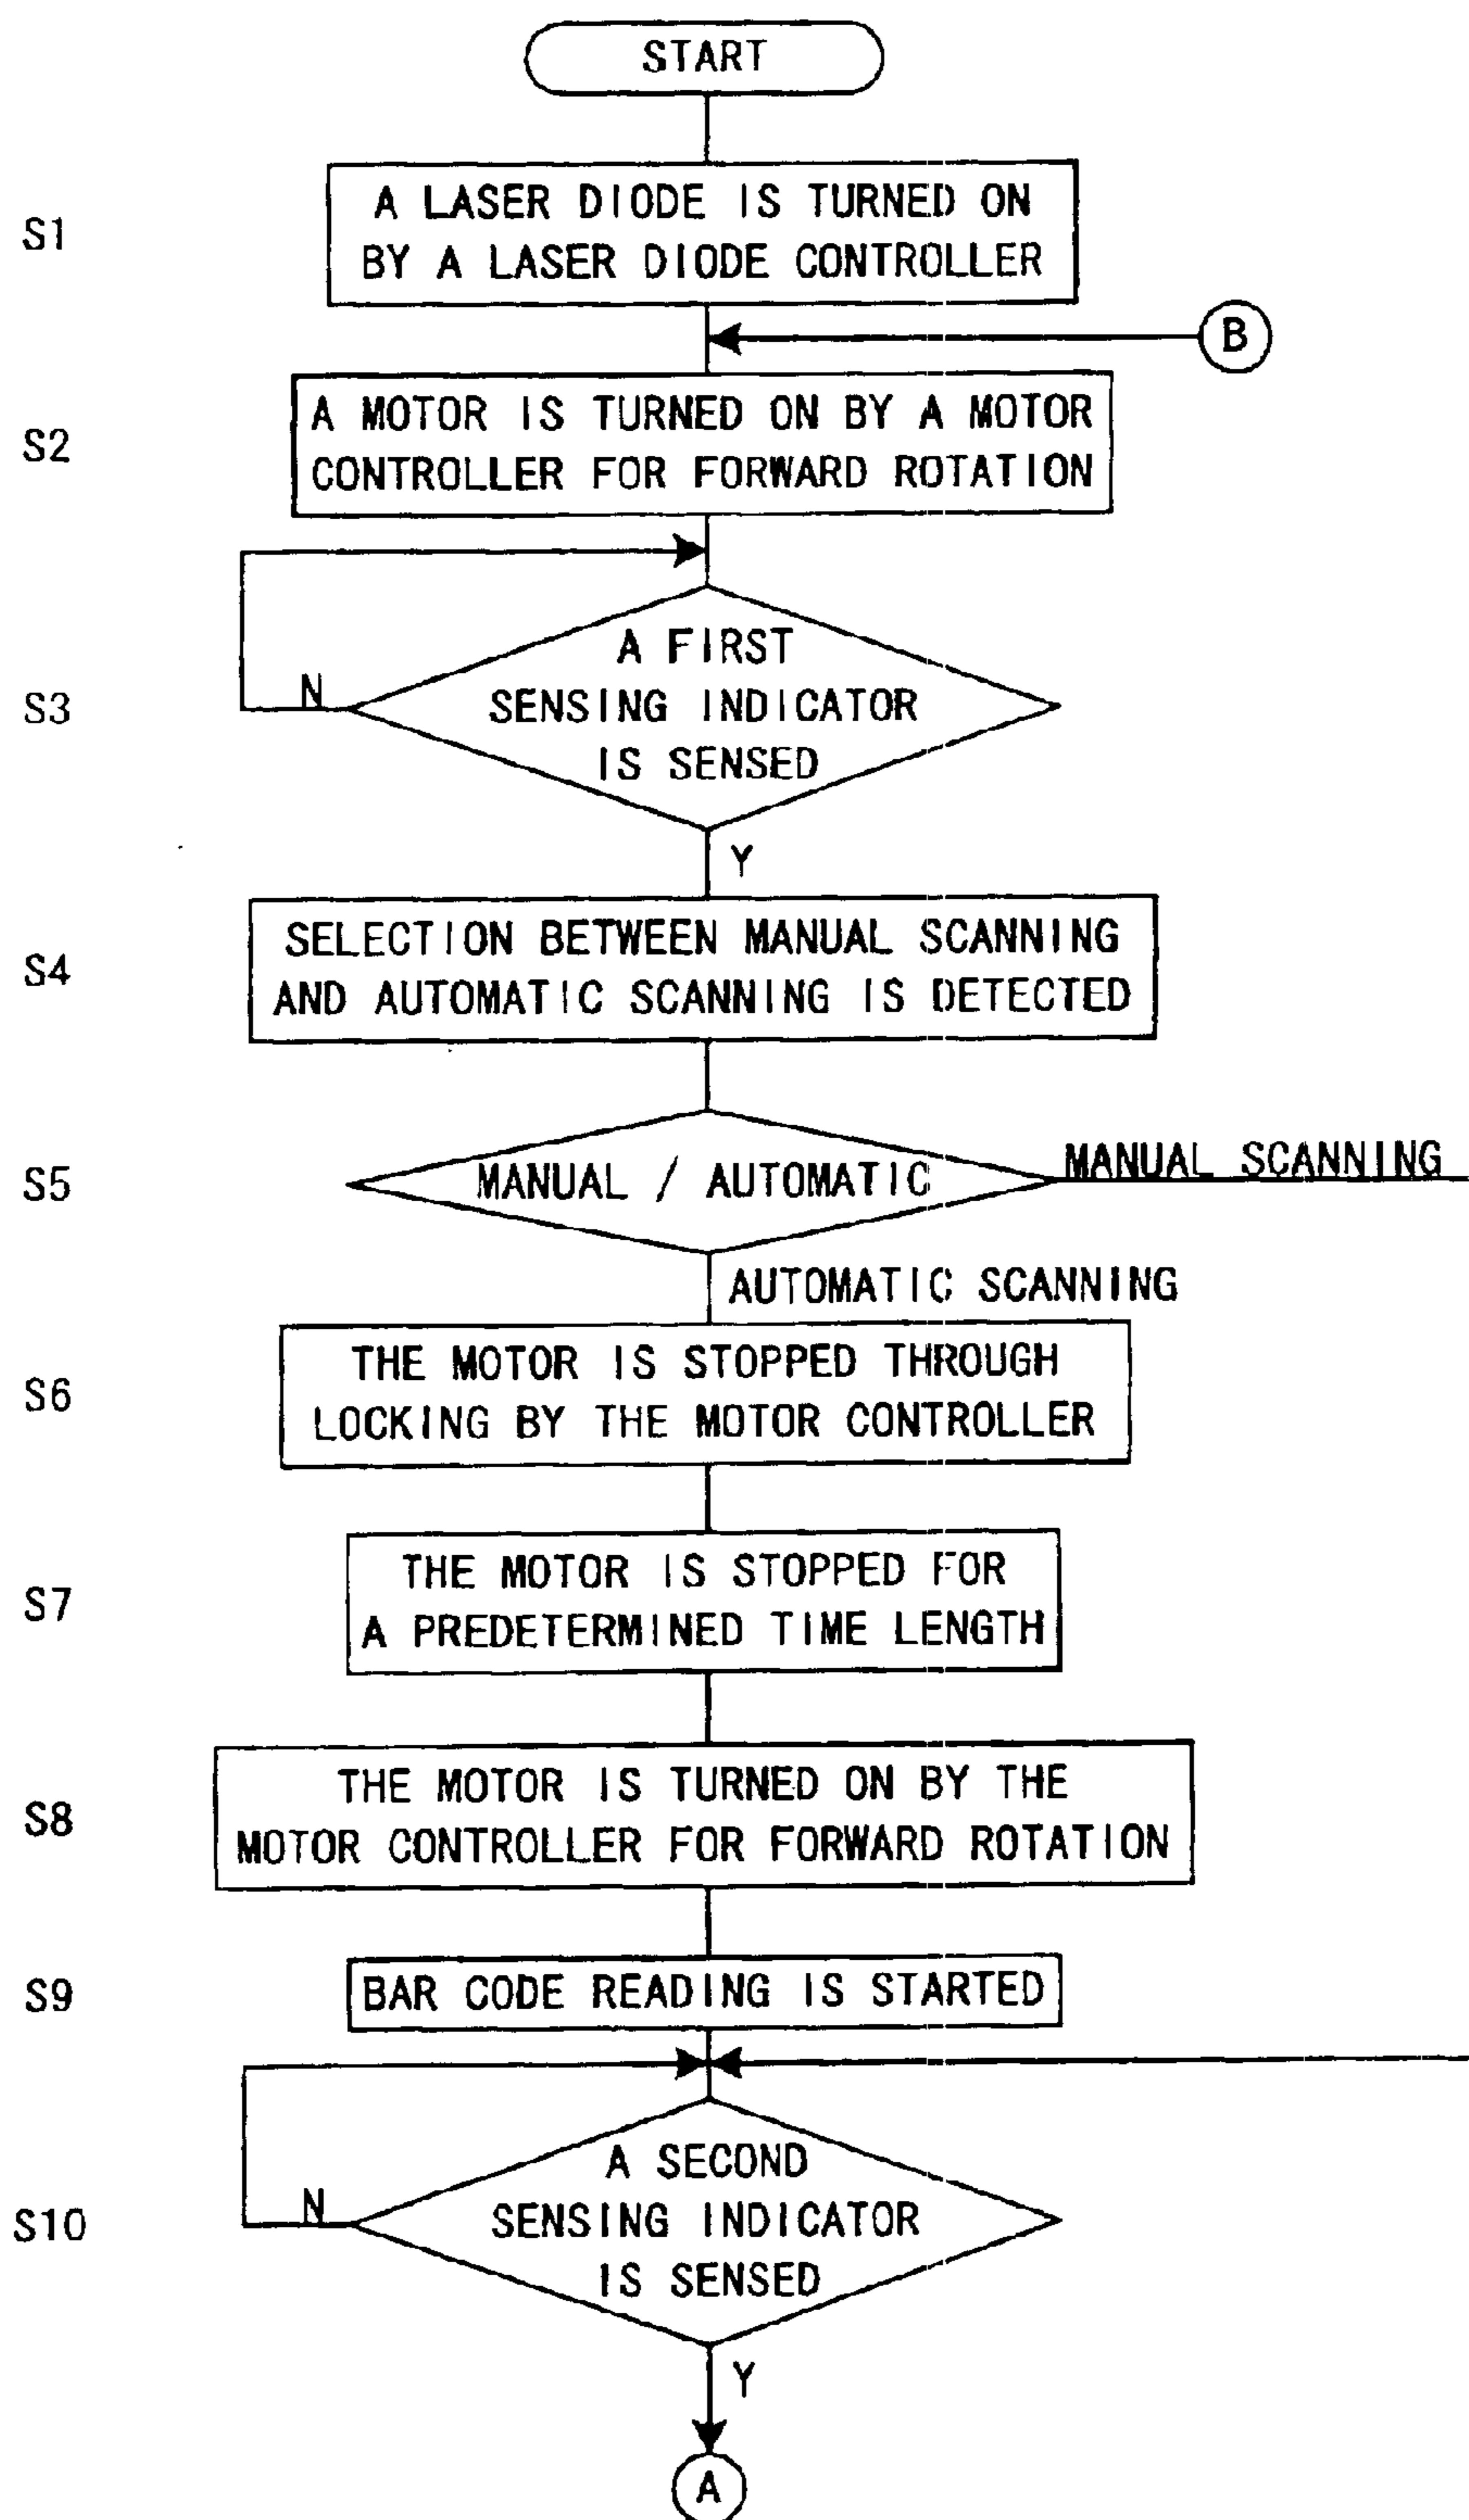 START
S1
A LASER DIODE IS TURNED ON
BY A LASER DIODE CONTROLLER
B
S2
A MOTOR IS TURNED ON BY A MOTOR
CONTROLLER FOR FORWARD ROTATION
S3
N
A FIRST
SENSING INDICATOR
IS SENSED
Y
S4
SELECTION BETWEEN MANUAL SCANNING
AND AUTOMATIC SCANNING IS DETECTED
S5
MANUAL / AUTOMATIC
MANUAL SCANNING
AUTOMATIC SCANNING
S6
THE MOTOR IS STOPPED THROUGH
LOCKING BY THE MOTOR CONTROLLER
S7
THE MOTOR IS STOPPED FOR
A PREDETERMINED TIME LENGTH
S8
THE MOTOR IS TURNED ON BY THE
MOTOR CONTROLLER FOR FORWARD ROTATION
S9
BAR CODE READING IS STARTED
S10
N
A SECOND
SENSING INDICATOR
IS SENSED
Y
A